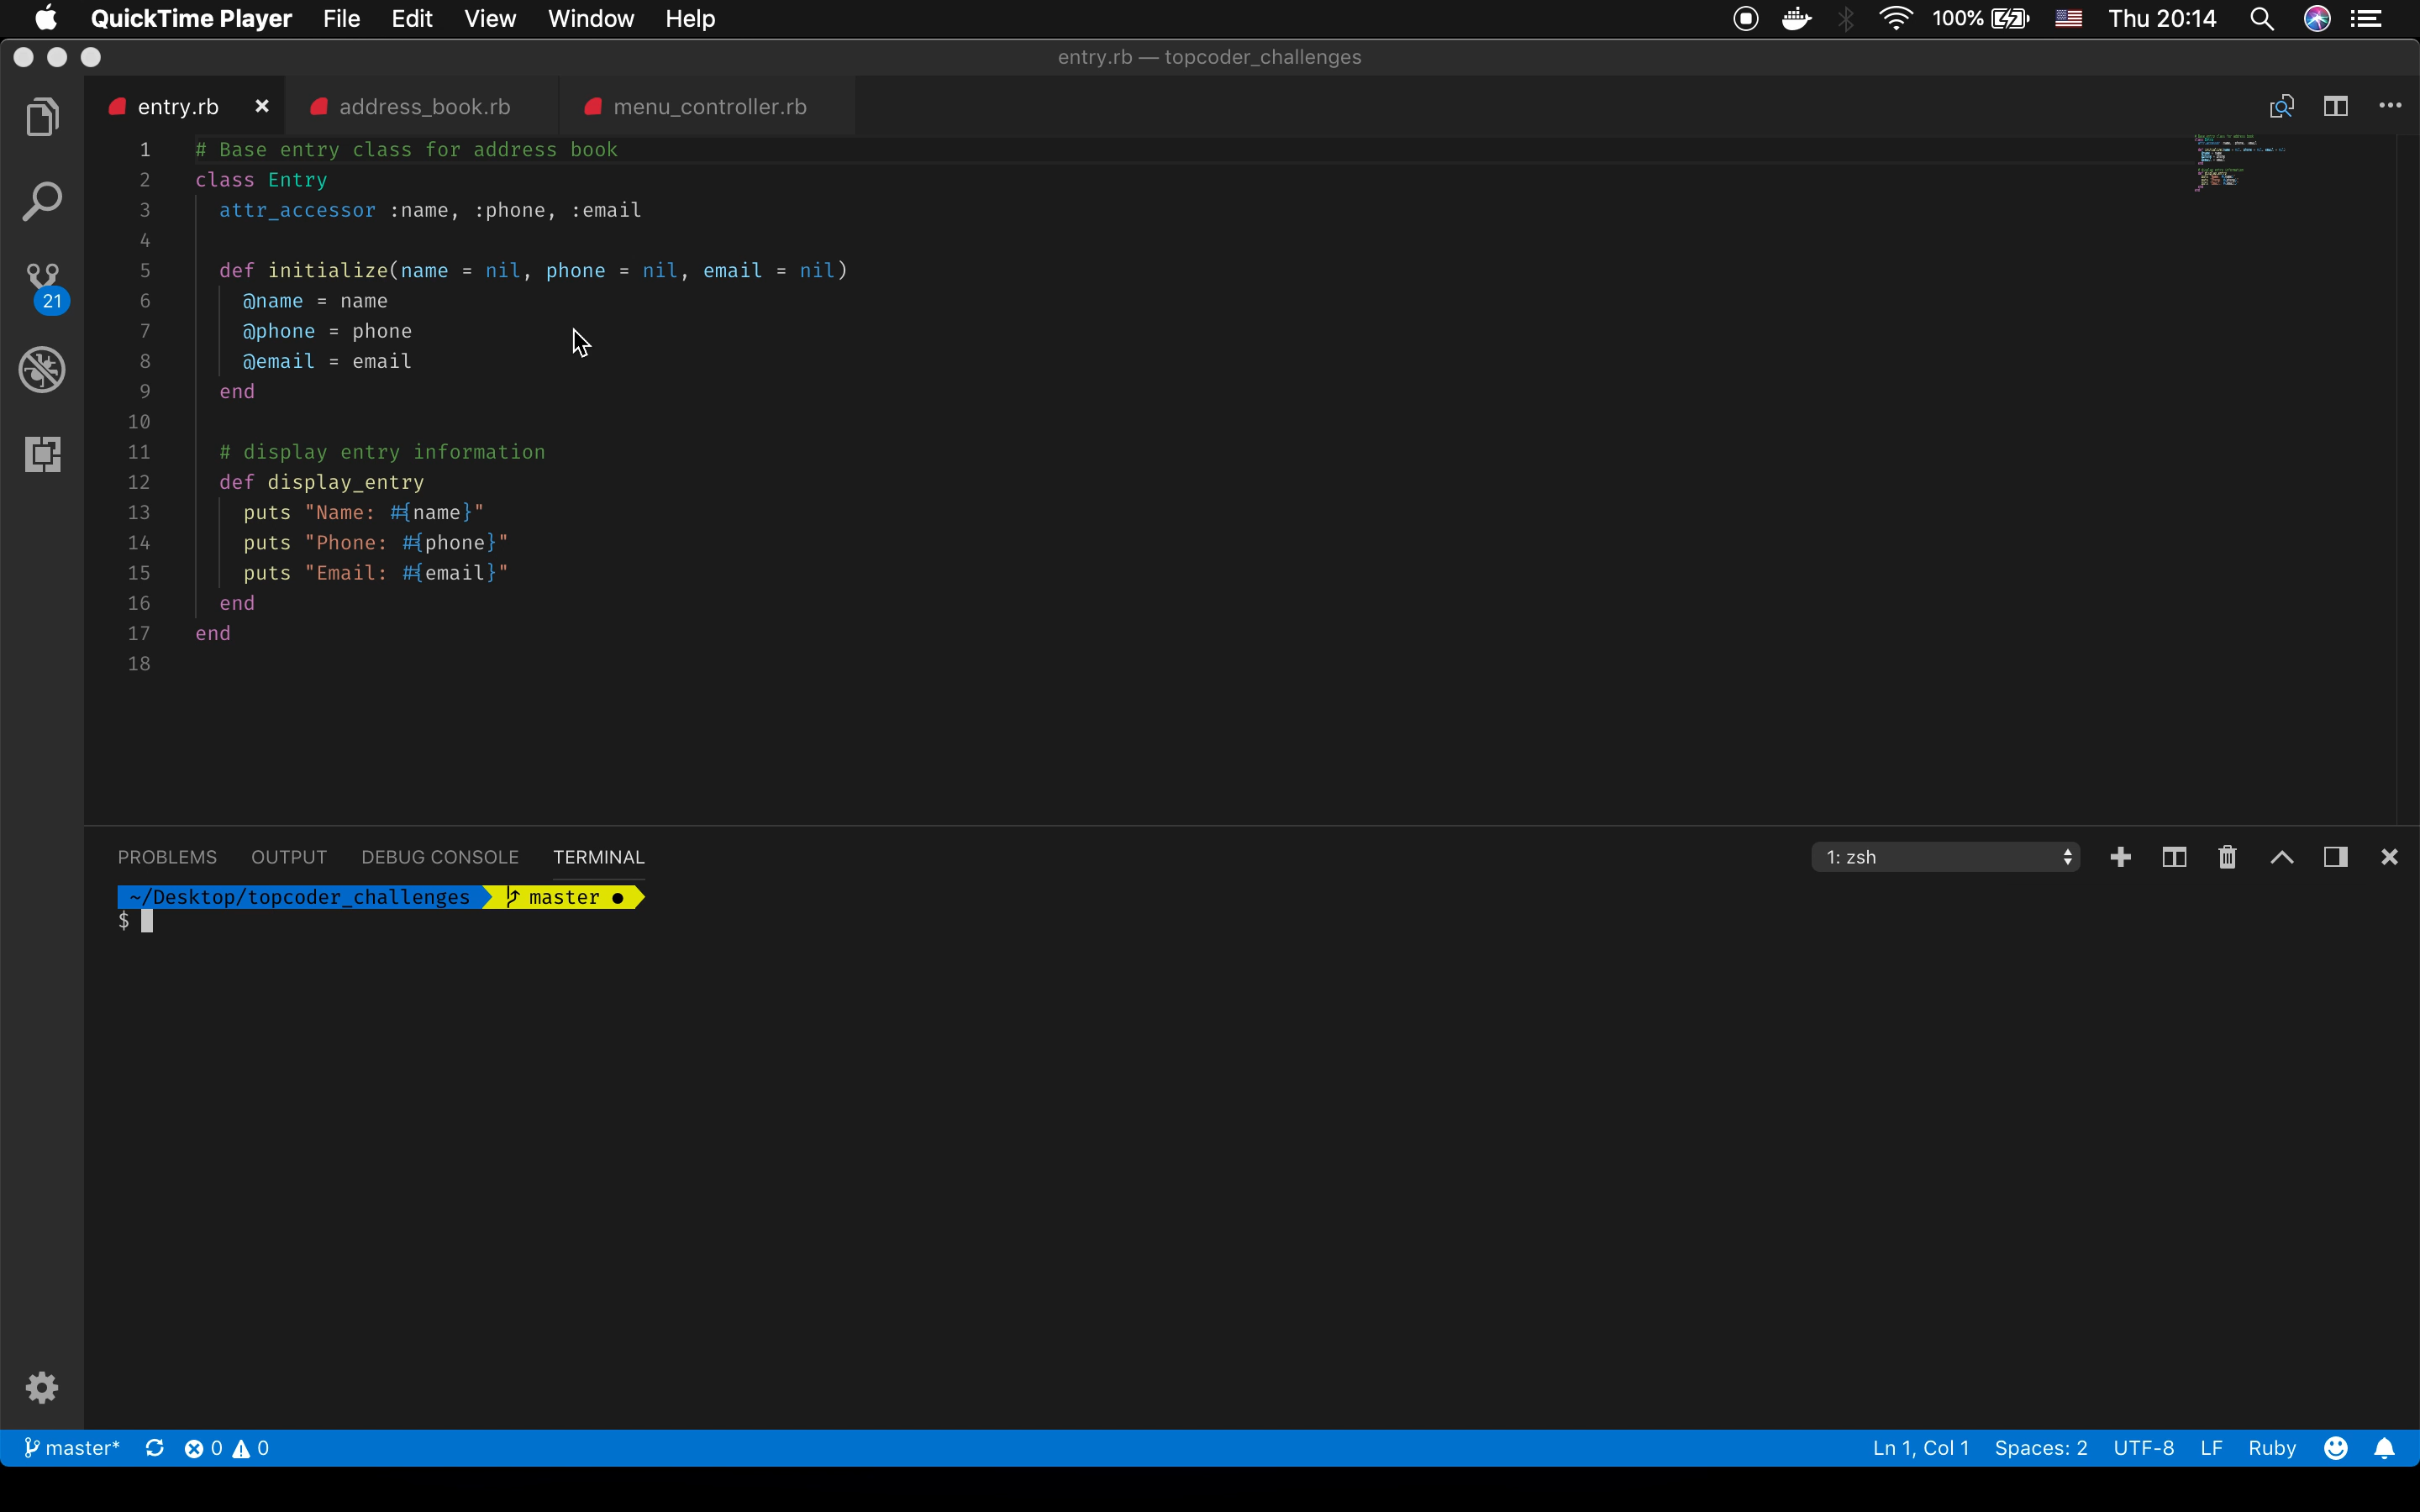 QuickTime Player File Edit View Window Help 100% Thu 20:14
entry.rb — topcoder_challenges
entry.rb address_book.rb menu_controller.rb
1 # Base entry class for address book
2 class Entry
3 attr_accessor :name, :phone, :email
4
5 def initialize(name = nil, phone = nil, email = nil)
6 @name = name
7 @phone = phone
8 @email = email
9 end
10
11 # display entry information
12 def display_entry
13 puts "Name: #{name}"
14 puts "Phone: #{phone}"
15 puts "Email: #{email}"
16 end
17 end
18
21
PROBLEMS OUTPUT DEBUG CONSOLE TERMINAL 1: zsh
~/Desktop/topcoder_challenges master ●
$
master* 0 0 Ln 1, Col 1 Spaces: 2 UTF-8 LF Ruby